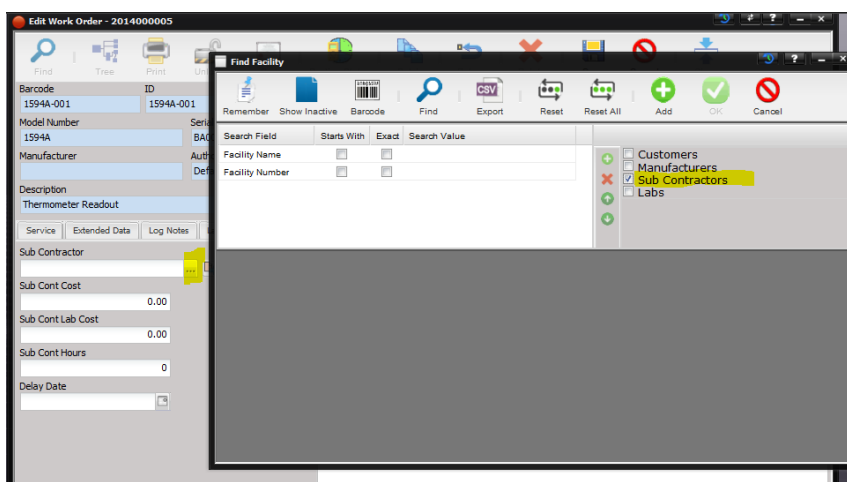 Edit Work Order - 2014000005
?
Find
Tree
Print
Barcode
ID
1594A-001
1594A-001
Model Number
1594A
Manufacturer
Description
Thermometer Readout
Service
Extended Data
Log Notes
Sub Contractor
...
Sub Cont Cost
0.00
Sub Cont Lab Cost
0.00
Sub Cont Hours
0
Delay Date
Find Facility
?
CSV
Remember
Show Inactive
Barcode
Find
Export
Reset
Reset All
Add
OK
Cancel
Search Field
Starts With
Exact
Search Value
Facility Name
Facility Number
Customers
Manufacturers
Sub Contractors
Labs